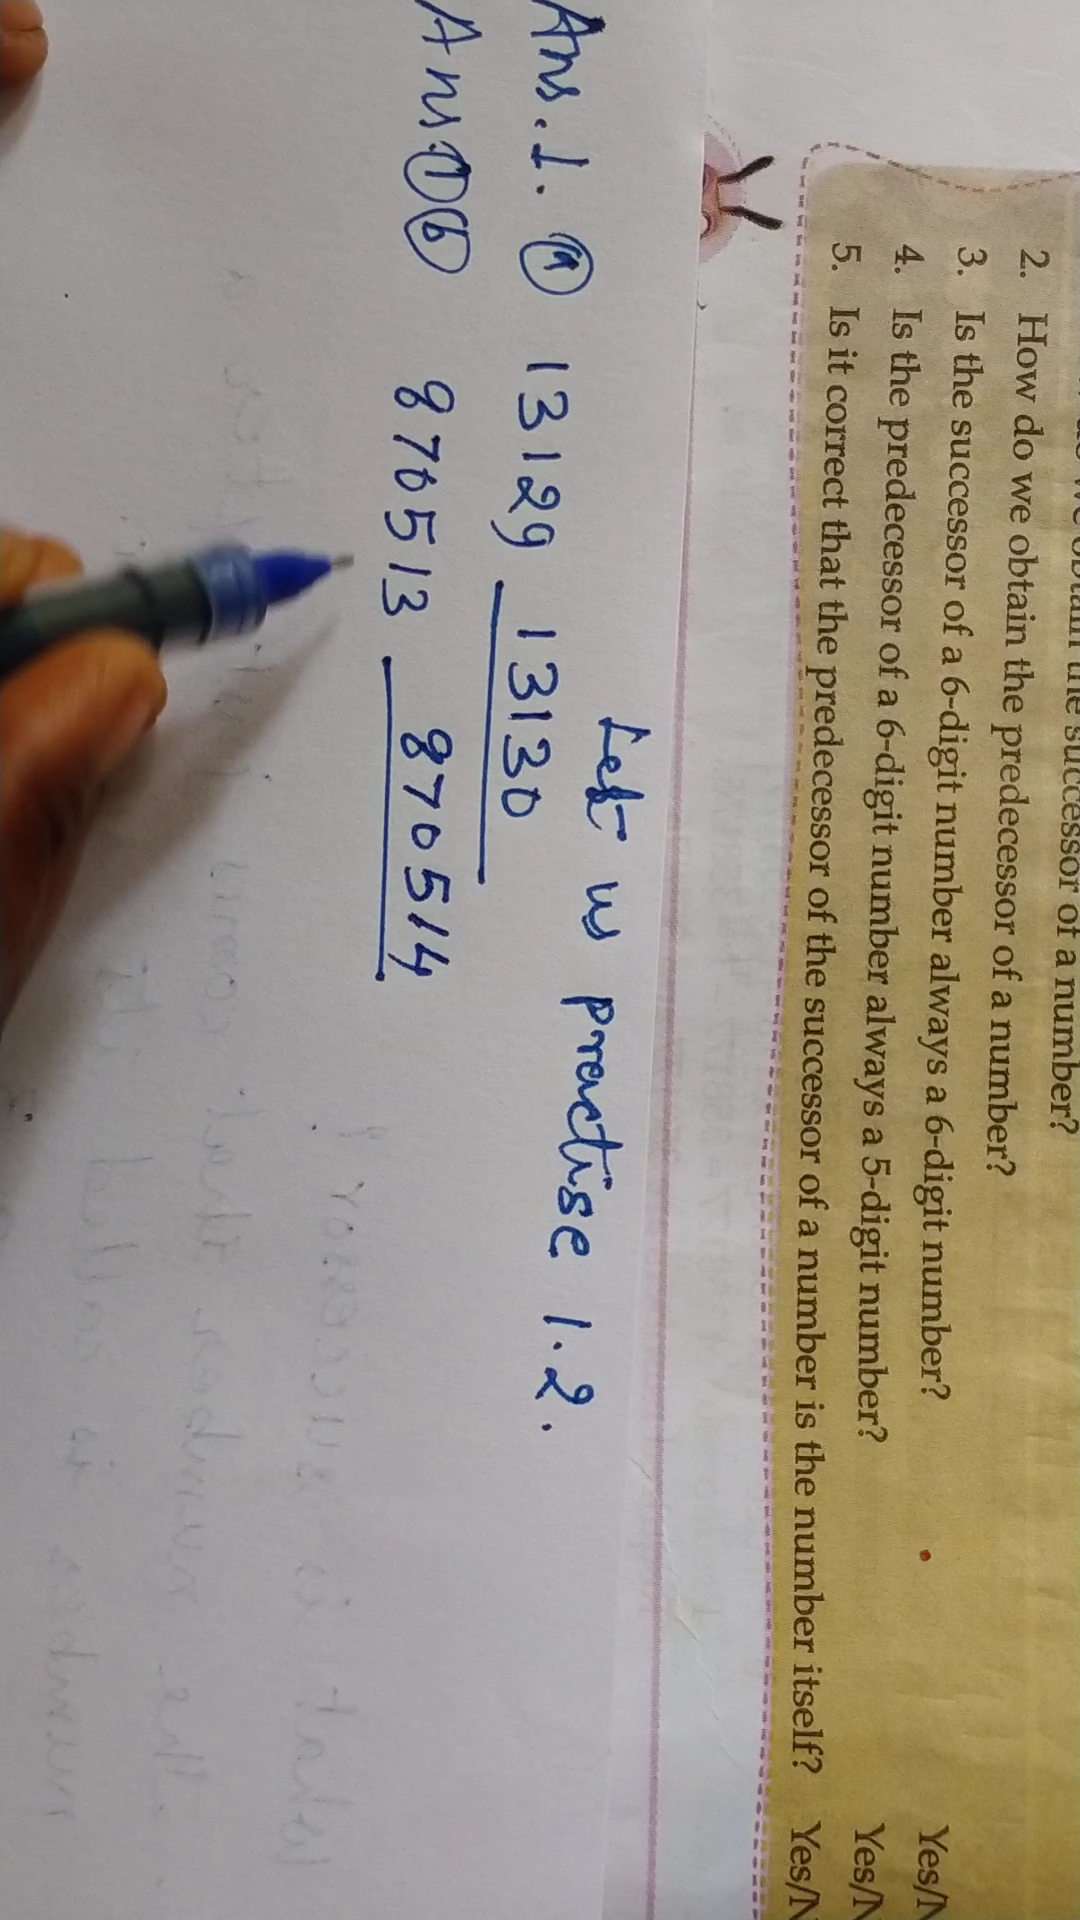 the successor of a number?
2. How do we obtain the predecessor of a number?
3. Is the successor of a 6-digit number always a 6-digit number? Yes/N
4. Is the predecessor of a 6-digit number always a 5-digit number? Yes/N
5. Is it correct that the predecessor of the successor of a number is the number itself? Yes/N
Let us practise 1.2.
Ans. 1. a 13129 13130
Ans 1 b 870513 870514